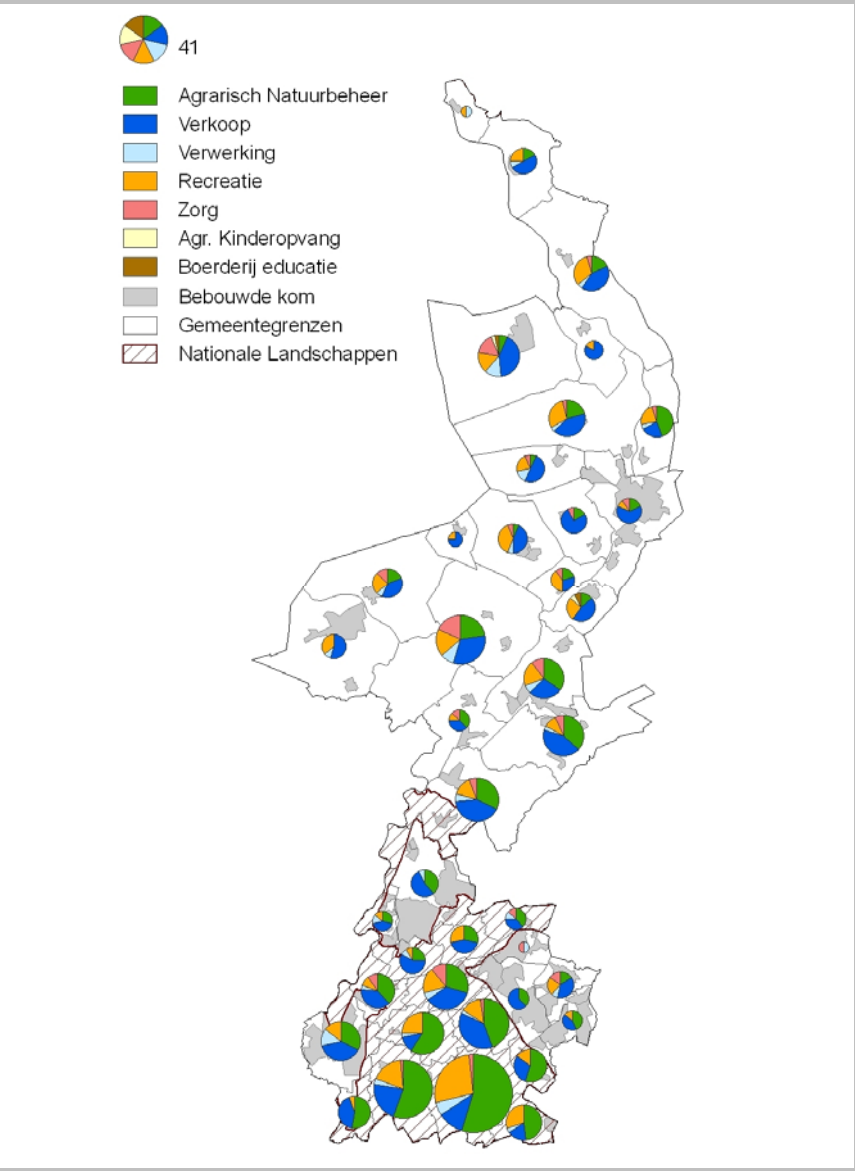 41
Agrarisch Natuurbeheer
Verkoop
Verwerking
Recreatie
Zorg
Agr. Kinderopvang
Boerderij educatie
Bebouwde kom
Gemeentegrenzen
Nationale Landschappen